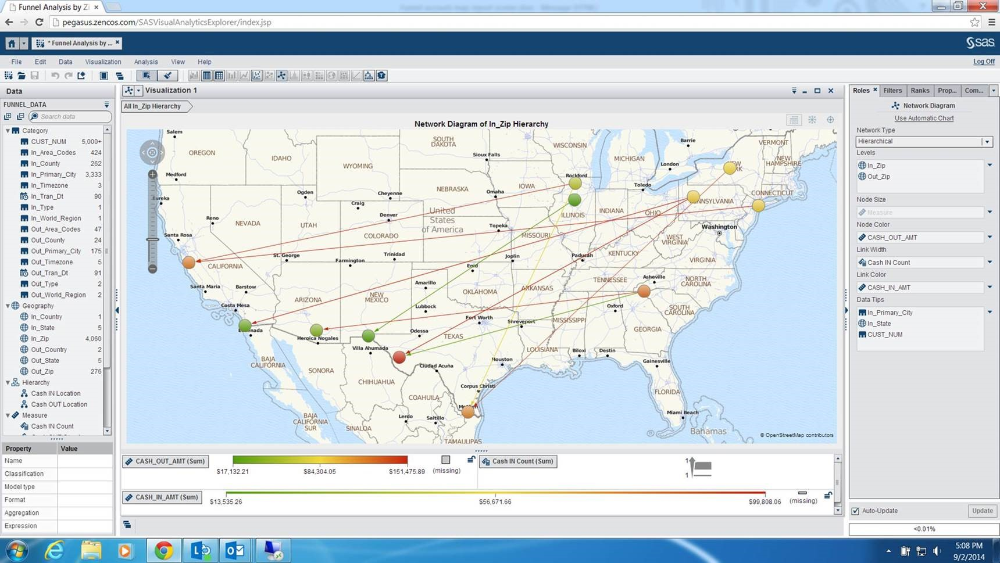 Funnel Analysis by Zi
pegasus.zencos.com/SASVisualAnalyticsExplorer/index.jsp
* Funnel Analysis by ...
sas
File Edit Data Visualization Analysis View Help
Log Off
Data
FUNNEL_DATA
Search data
Category
CUST_NUM 5,000+
In_Area_Codes 424
In_County 262
In_Primary_City 3,333
In_Timezone 3
In_Tran_Dt 90
In_Type 1
In_World_Region 1
Out_Area_Codes 47
Out_County 24
Out_Primary_City 175
Out_Timezone 5
Out_Tran_Dt 91
Out_Type 2
Out_World_Region 2
Geography
In_Country 1
In_State 5
In_Zip 4,060
Out_Country 2
Out_State 5
Out_Zip 276
Hierarchy
Cash IN Location
Cash OUT Location
Measure
Cash IN Count
Property Value
Name
Classification
Model type
Format
Aggregation
Expression
Visualization 1
All In_Zip Hierarchy
Network Diagram of In_Zip Hierarchy
Salem
OREGON
IDAHO
WYOMING
SOUTH
DAKOTA
Sioux Falls
WISCONSIN
MICHIGAN
Barrie
London
VERMONT
NEW
HAMPSHIRE
Medford
Rockford
Toledo
CONNECTICUT
Eureka
Ogden
Cheyenne
NEBRASKA
Omaha
IOWA
Craig
Denver
United
States
of America
ILLINOIS
INDIANA
OHIO
Reno
NEVADA
UTAH
COLORADO
Topeka
MISSOURI
Washington
Santa Rosa
WEST
VIRGINIA
VIRGINIA
St. George
Farmington
Trinidad
Joplin
Paducah
KENTUCKY
CALIFORNIA
Enid
Santa Maria
Barstow
Amarillo
OKLAHOMA
ARKANSAS
TENNESSEE
Asheville
NORTH
CAROLINA
Costa Mesa
ARIZONA
NEW
MEXICO
Lubbock
Oxford
SOUTH
CAROLINA
Fort Worth
Shreveport
MISSISSIPPI
GEORGIA
Heroica Nogales
Odessa
TEXAS
Villa Ahumada
LOUISIANA
Biloxi
Destin
Gainesville
BAJA
CALIFORNIA
SONORA
Ciudad Acuña
Houston
CHIHUAHUA
Corpus Christi
FLORIDA
COAHUILA
BAJA
CALIFORNIA
SUR
SINALOA
Lerdo
Saltillo
Miami Beach
Bahamas
TAMAULIPAS
© OpenStreetMap contributors
CASH_OUT_AMT (Sum)
$17,132.21 $84,304.05 $151,475.89 (missing)
Cash IN Count (Sum)
1
1
CASH_IN_AMT (Sum)
$13,535.26 $56,671.66 $99,808.06 (missing)
Roles Filters Ranks Prop... Com...
Network Diagram
Use Automatic Chart
Network Type
Hierarchical
Levels
In_Zip
Out_Zip
Node Size
Measure
Node Color
CASH_OUT_AMT
Link Width
Cash IN Count
Link Color
CASH_IN_AMT
Data Tips
In_Primary_City
In_State
CUST_NUM
Auto-Update
Update
<0.01%
5:08 PM
9/2/2014